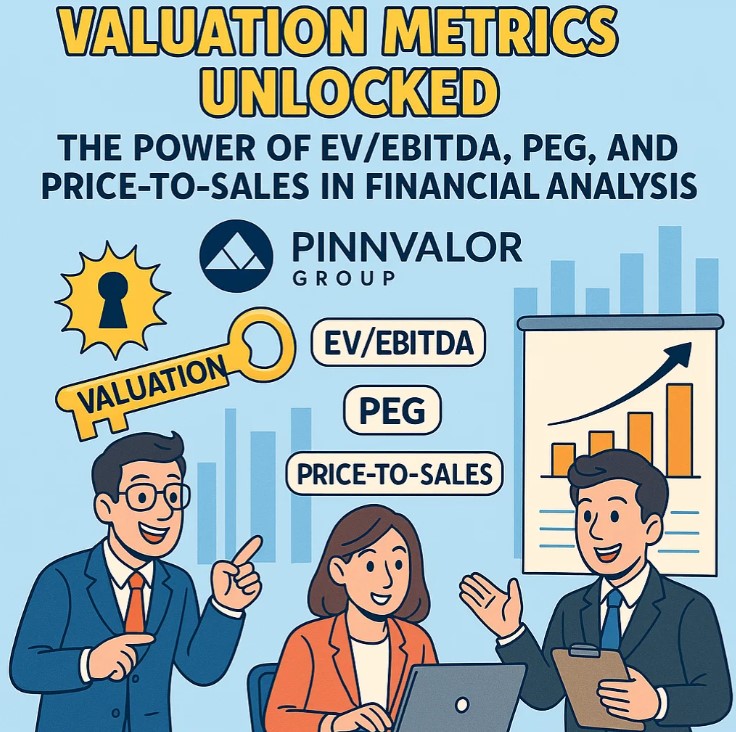 VALUATION METRICS
UNLOCKED
THE POWER OF EV/EBITDA, PEG, AND
PRICE-TO-SALES IN FINANCIAL ANALYSIS
PINNVALOR
GROUP
VALUATION
EV/EBITDA
PEG
PRICE-TO-SALES